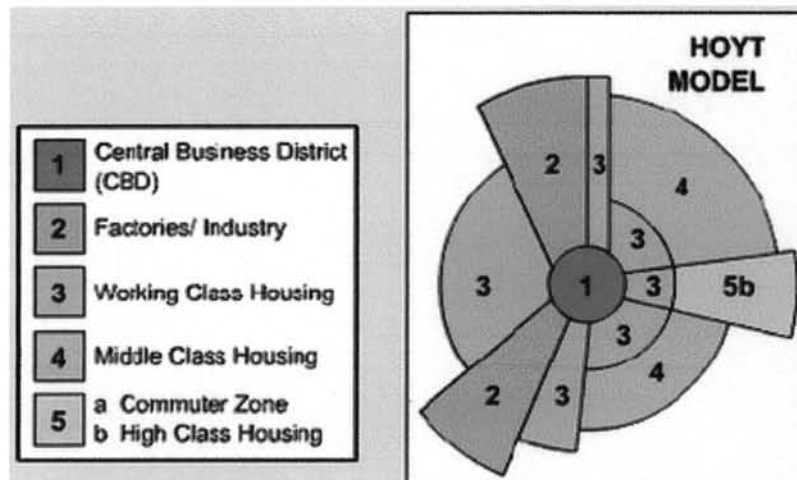 HOYT
MODEL
1 Central Business District
(CBD)
2 Factories/ Industry
3 Working Class Housing
4 Middle Class Housing
5 a Commuter Zone
b High Class Housing
2
3
4
3
3
1
3
5b
3
4
2
3